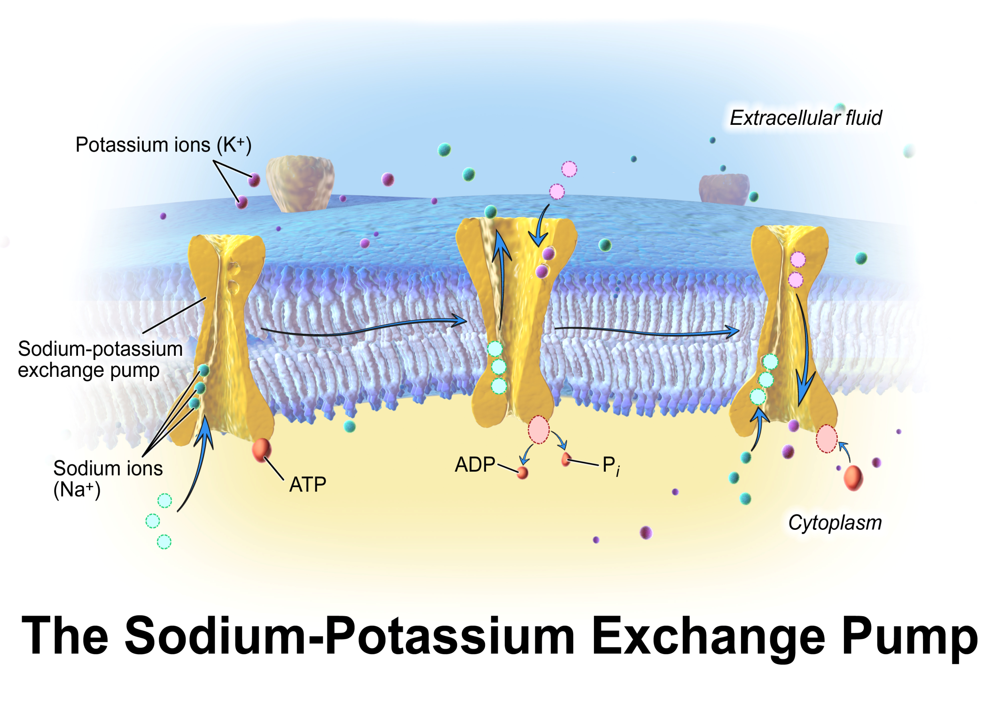 Extracellular fluid
Potassium ions (K⁺)
Sodium-potassium
exchange pump
Sodium ions
(Na⁺)
ATP
ADP
Pᵢ
Cytoplasm
The Sodium-Potassium Exchange Pump